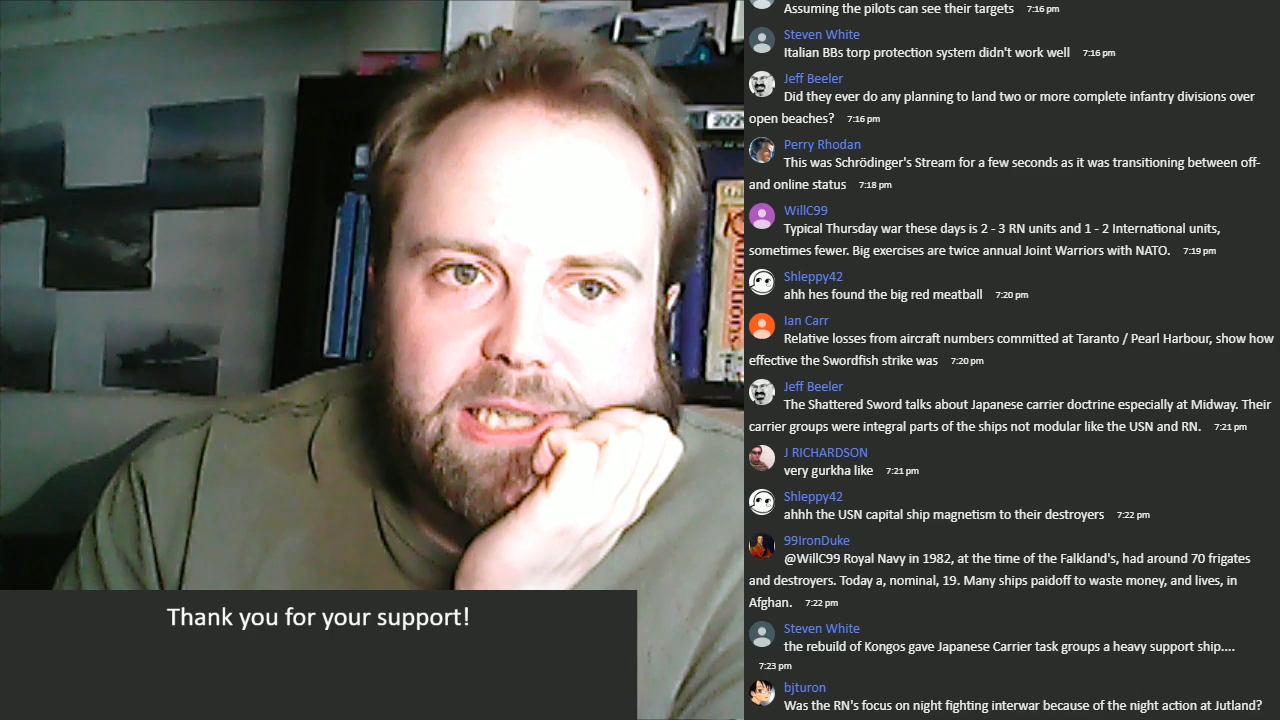 Assuming the pilots can see their targets 7:16 pm
Steven White
Italian BBs torp protection system didn't work well 7:16 pm
Jeff Beeler
Did they ever do any planning to land two or more complete infantry divisions over
open beaches? 7:16 pm
Perry Rhodan
This was Schrödinger's Stream for a few seconds as it was transitioning between off-
and online status 7:18 pm
WillC99
Typical Thursday war these days is 2 - 3 RN units and 1 - 2 International units,
sometimes fewer. Big exercises are twice annual Joint Warriors with NATO. 7:19 pm
Shleppy42
ahh hes found the big red meatball 7:20 pm
Ian Carr
Relative losses from aircraft numbers committed at Taranto / Pearl Harbour, show how
effective the Swordfish strike was 7:20 pm
Jeff Beeler
The Shattered Sword talks about Japanese carrier doctrine especially at Midway. Their
carrier groups were integral parts of the ships not modular like the USN and RN. 7:21 pm
J RICHARDSON
very gurkha like 7:21 pm
Shleppy42
ahhh the USN capital ship magnetism to their destroyers 7:22 pm
99IronDuke
@WillC99 Royal Navy in 1982, at the time of the Falkland's, had around 70 frigates
and destroyers. Today a, nominal, 19. Many ships paidoff to waste money, and lives, in
Afghan. 7:22 pm
Steven White
the rebuild of Kongos gave Japanese Carrier task groups a heavy support ship....
7:23 pm
bjturon
Was the RN's focus on night fighting interwar because of the night action at Jutland?
Thank you for your support!